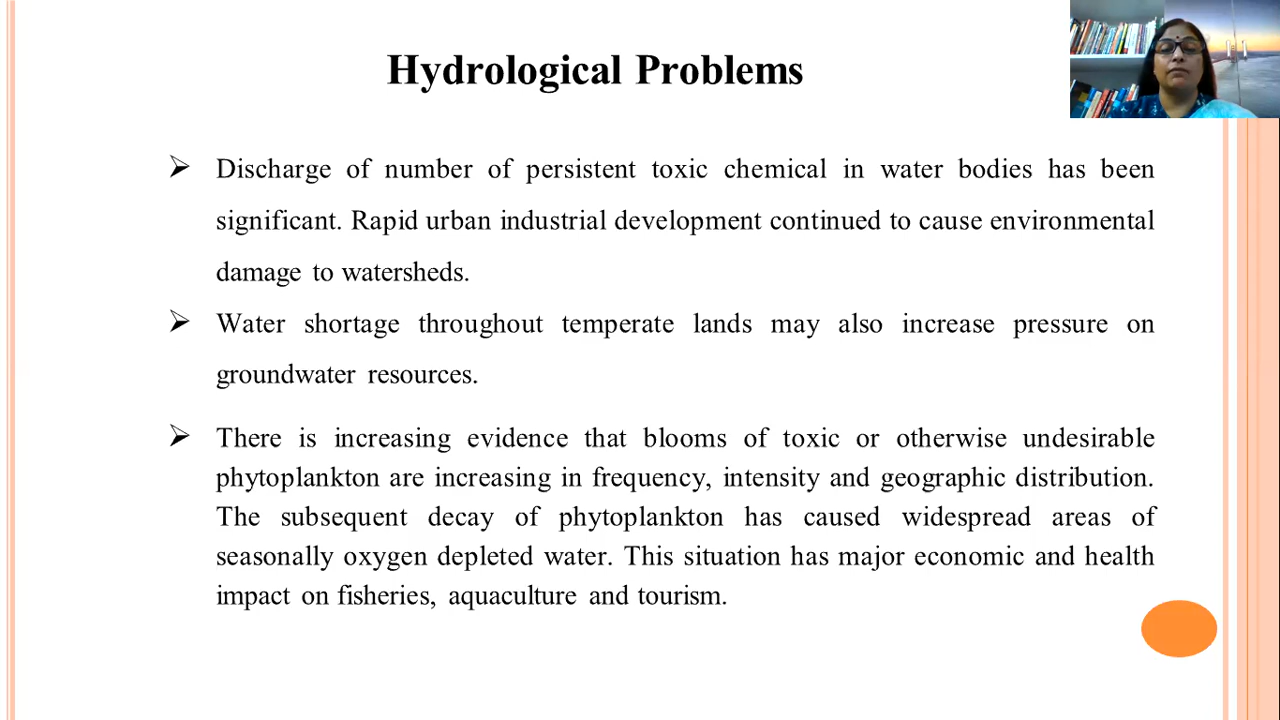 Hydrological Problems
➢ Discharge of number of persistent toxic chemical in water bodies has been
significant. Rapid urban industrial development continued to cause environmental
damage to watersheds.
➢ Water shortage throughout temperate lands may also increase pressure on
groundwater resources.
➢ There is increasing evidence that blooms of toxic or otherwise undesirable
phytoplankton are increasing in frequency, intensity and geographic distribution.
The subsequent decay of phytoplankton has caused widespread areas of
seasonally oxygen depleted water. This situation has major economic and health
impact on fisheries, aquaculture and tourism.